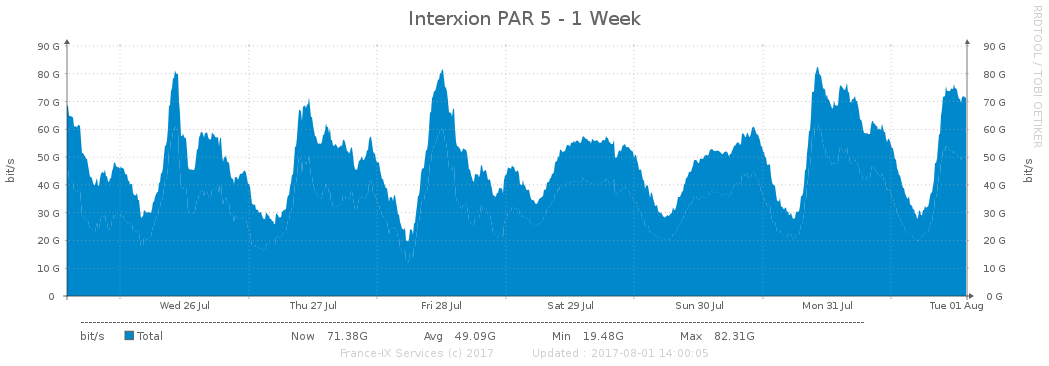 Interxion PAR 5 - 1 Week
RRDTOOL / TOBI OETIKER
bit/s
90 G 90 G
80 G 80 G
70 G 70 G
60 G 60 G
50 G 50 G
40 G 40 G
30 G 30 G
20 G 20 G
10 G 10 G
0 0 G
bit/s
Wed 26 Jul Thu 27 Jul Fri 28 Jul Sat 29 Jul Sun 30 Jul Mon 31 Jul Tue 01 Aug
bit/s Total Now 71.38G Avg 49.09G Min 19.48G Max 82.31G
France-IX Services (c) 2017 Updated : 2017-08-01 14:00:05